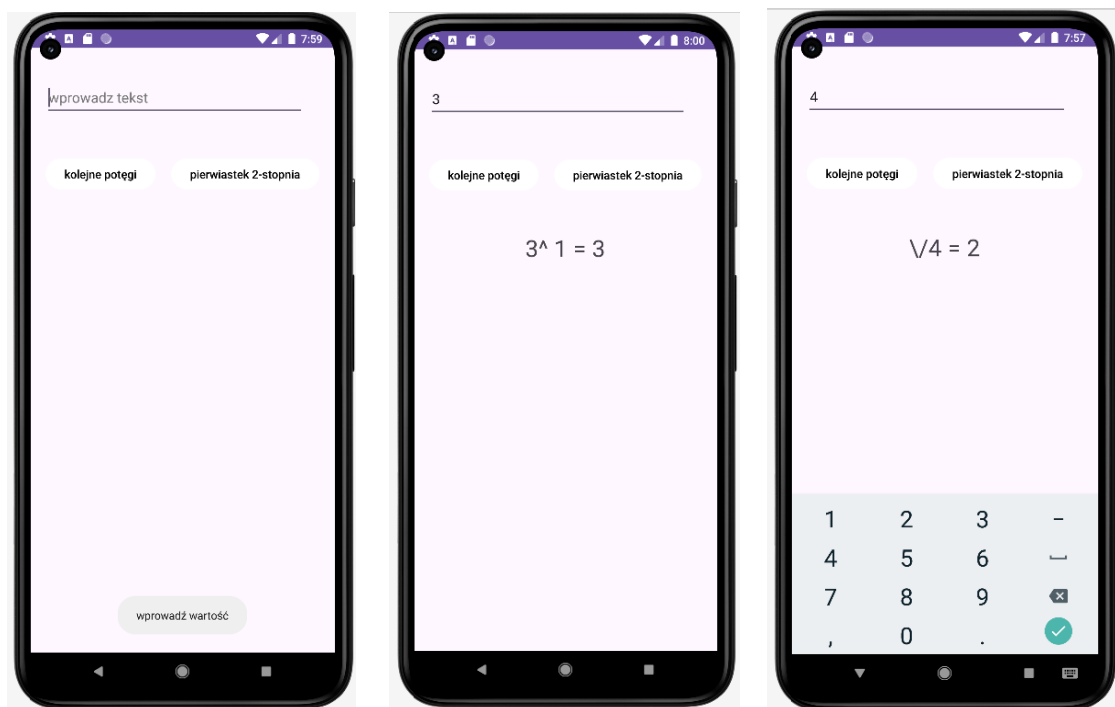 7:59
wprowadz tekst
kolejne potęgi pierwiastek 2-stopnia
wprowadź wartość
8:00
3
kolejne potęgi pierwiastek 2-stopnia
3^ 1 = 3
7:57
4
kolejne potęgi pierwiastek 2-stopnia
\/4 = 2
1 2 3 –
4 5 6
7 8 9
, 0 .